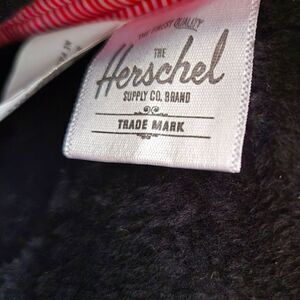 THE FINEST QUALITY
THE
Herschel
SUPPLY CO. BRAND
TRADE MARK